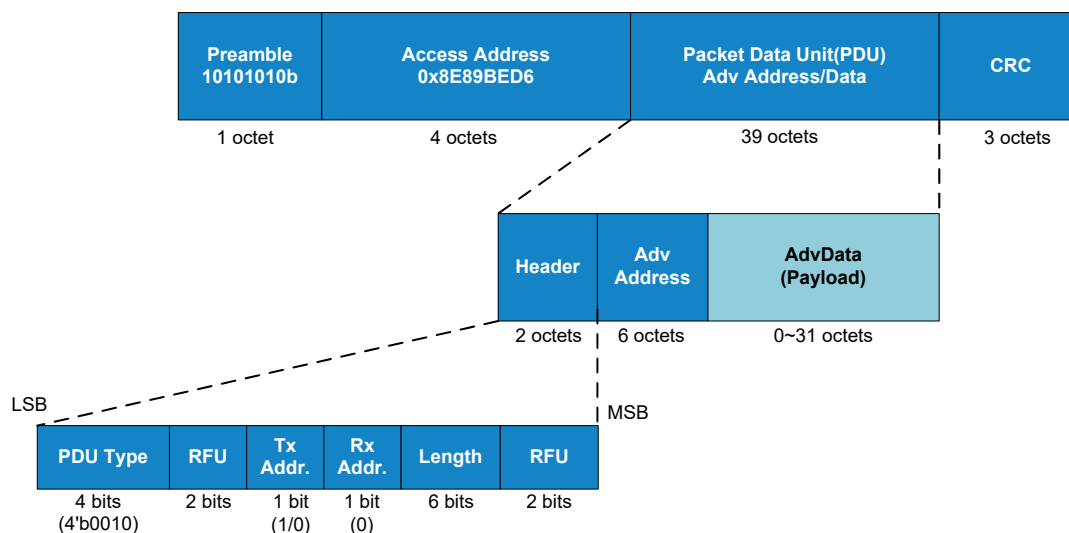 Preamble
10101010b
Access Address
0x8E89BED6
Packet Data Unit(PDU)
Adv Address/Data
CRC
1 octet
4 octets
39 octets
3 octets
Header
Adv
Address
AdvData
(Payload)
2 octets
6 octets
0~31 octets
LSB
MSB
PDU Type
RFU
Tx
Addr.
Rx
Addr.
Length
RFU
4 bits
(4'b0010)
2 bits
1 bit
(1/0)
1 bit
(0)
6 bits
2 bits